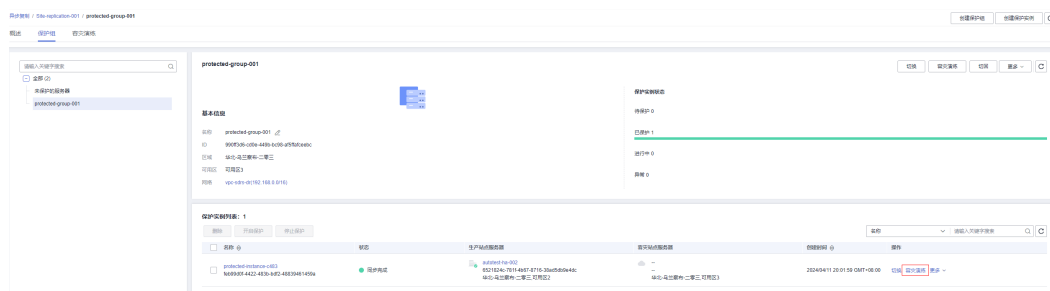 异步复制 / Site-replication-001 / protected-group-001
创建保护组 创建保护实例
概述 保护组 容灾演练
请输入关键字搜索
全部 (2)
未保护的服务器
protected-group-001
protected-group-001
切换 容灾演练 切回 更多
保护实例状态
待保护 0
已保护 1
进行中 0
异常 0
基本信息
名称 protected-group-001
ID
区域 华北-乌兰察布-二零三
可用区 可用区3
网络 vpc-sdrs-dt(192.168.0.0/16)
保护实例列表：1
删除 开启保护 停止保护
名称 请输入关键字搜索
名称 状态 生产站点服务器 容灾站点服务器 创建时间 操作
protected-instance-c483 同步完成 autotest-ha-002 -- 2024/04/11 20:01:59 GMT+08:00 切换 容灾演练 更多
--
华北-乌兰察布-二零三,可用区2 华北-乌兰察布-二零三,可用区3